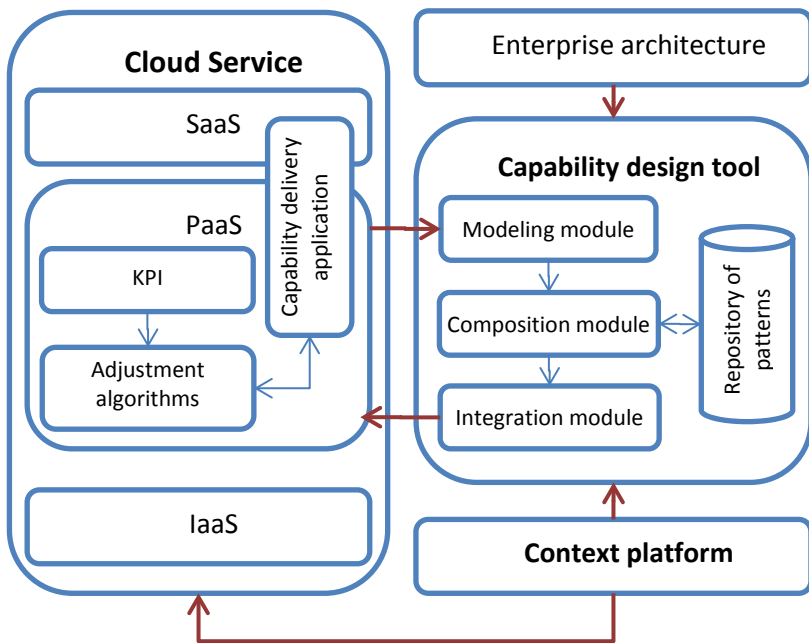 Cloud Service
SaaS
PaaS
KPI
Adjustment
algorithms
Capability delivery
application
IaaS
Enterprise architecture
Capability design tool
Modeling module
Composition module
Integration module
Repository of
patterns
Context platform